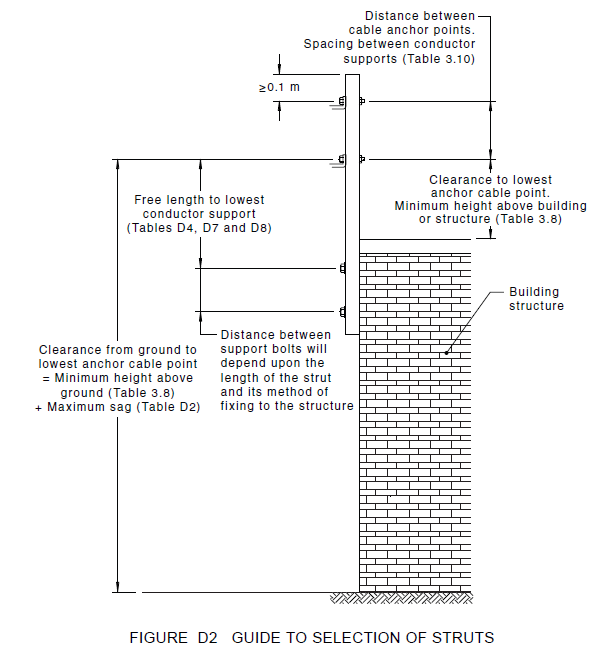 Distance between
cable anchor points.
Spacing between conductor
supports (Table 3.10)
≥0.1 m
Clearance to lowest
anchor cable point.
Minimum height above building
or structure (Table 3.8)
Free length to lowest
conductor support
(Tables D4, D7 and D8)
Building
structure
Distance between
support bolts will
depend upon the
length of the strut
and its method of
fixing to the structure
Clearance from ground to
lowest anchor cable point
= Minimum height above
ground (Table 3.8)
+ Maximum sag (Table D2)
FIGURE D2 GUIDE TO SELECTION OF STRUTS